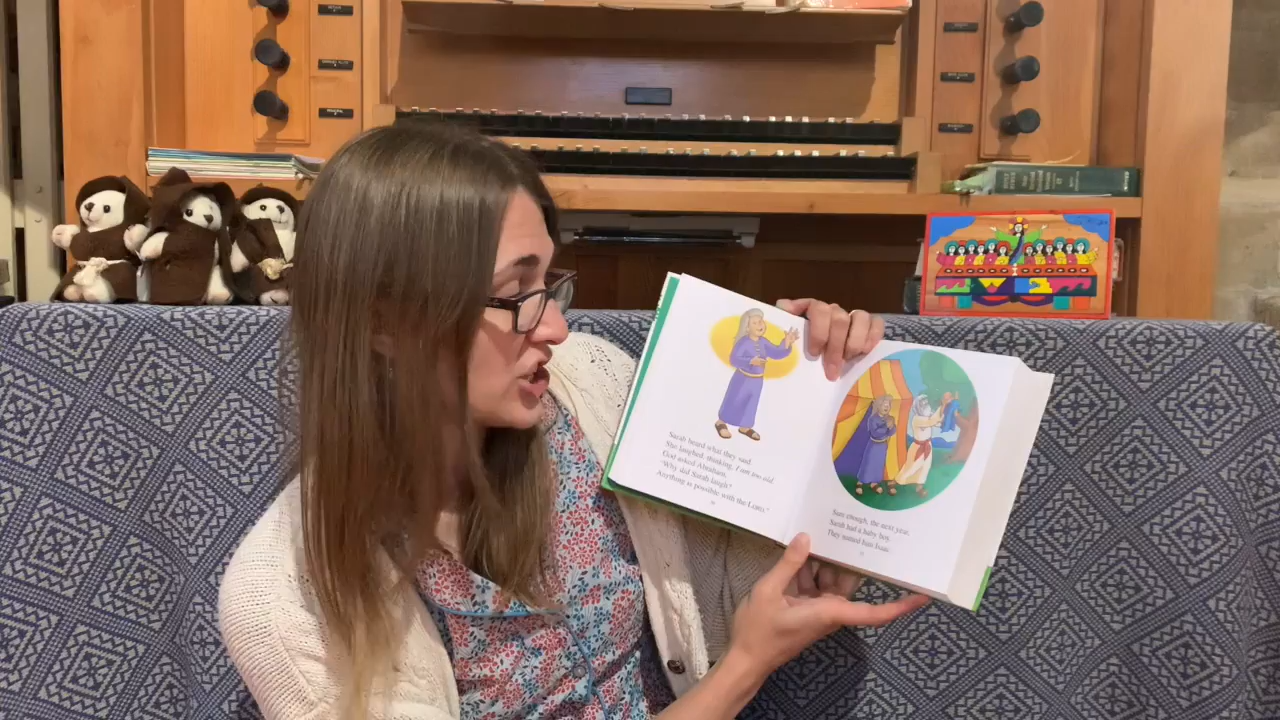 Sarah heard what they said.
She laughed, thinking, I am too old.
God asked Abraham,
"Why did Sarah laugh?
Anything is possible with the LORD."
Sure enough, the next year,
Sarah had a baby boy.
They named him Isaac.